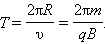 T = 2πR/υ = 2πm/qB.